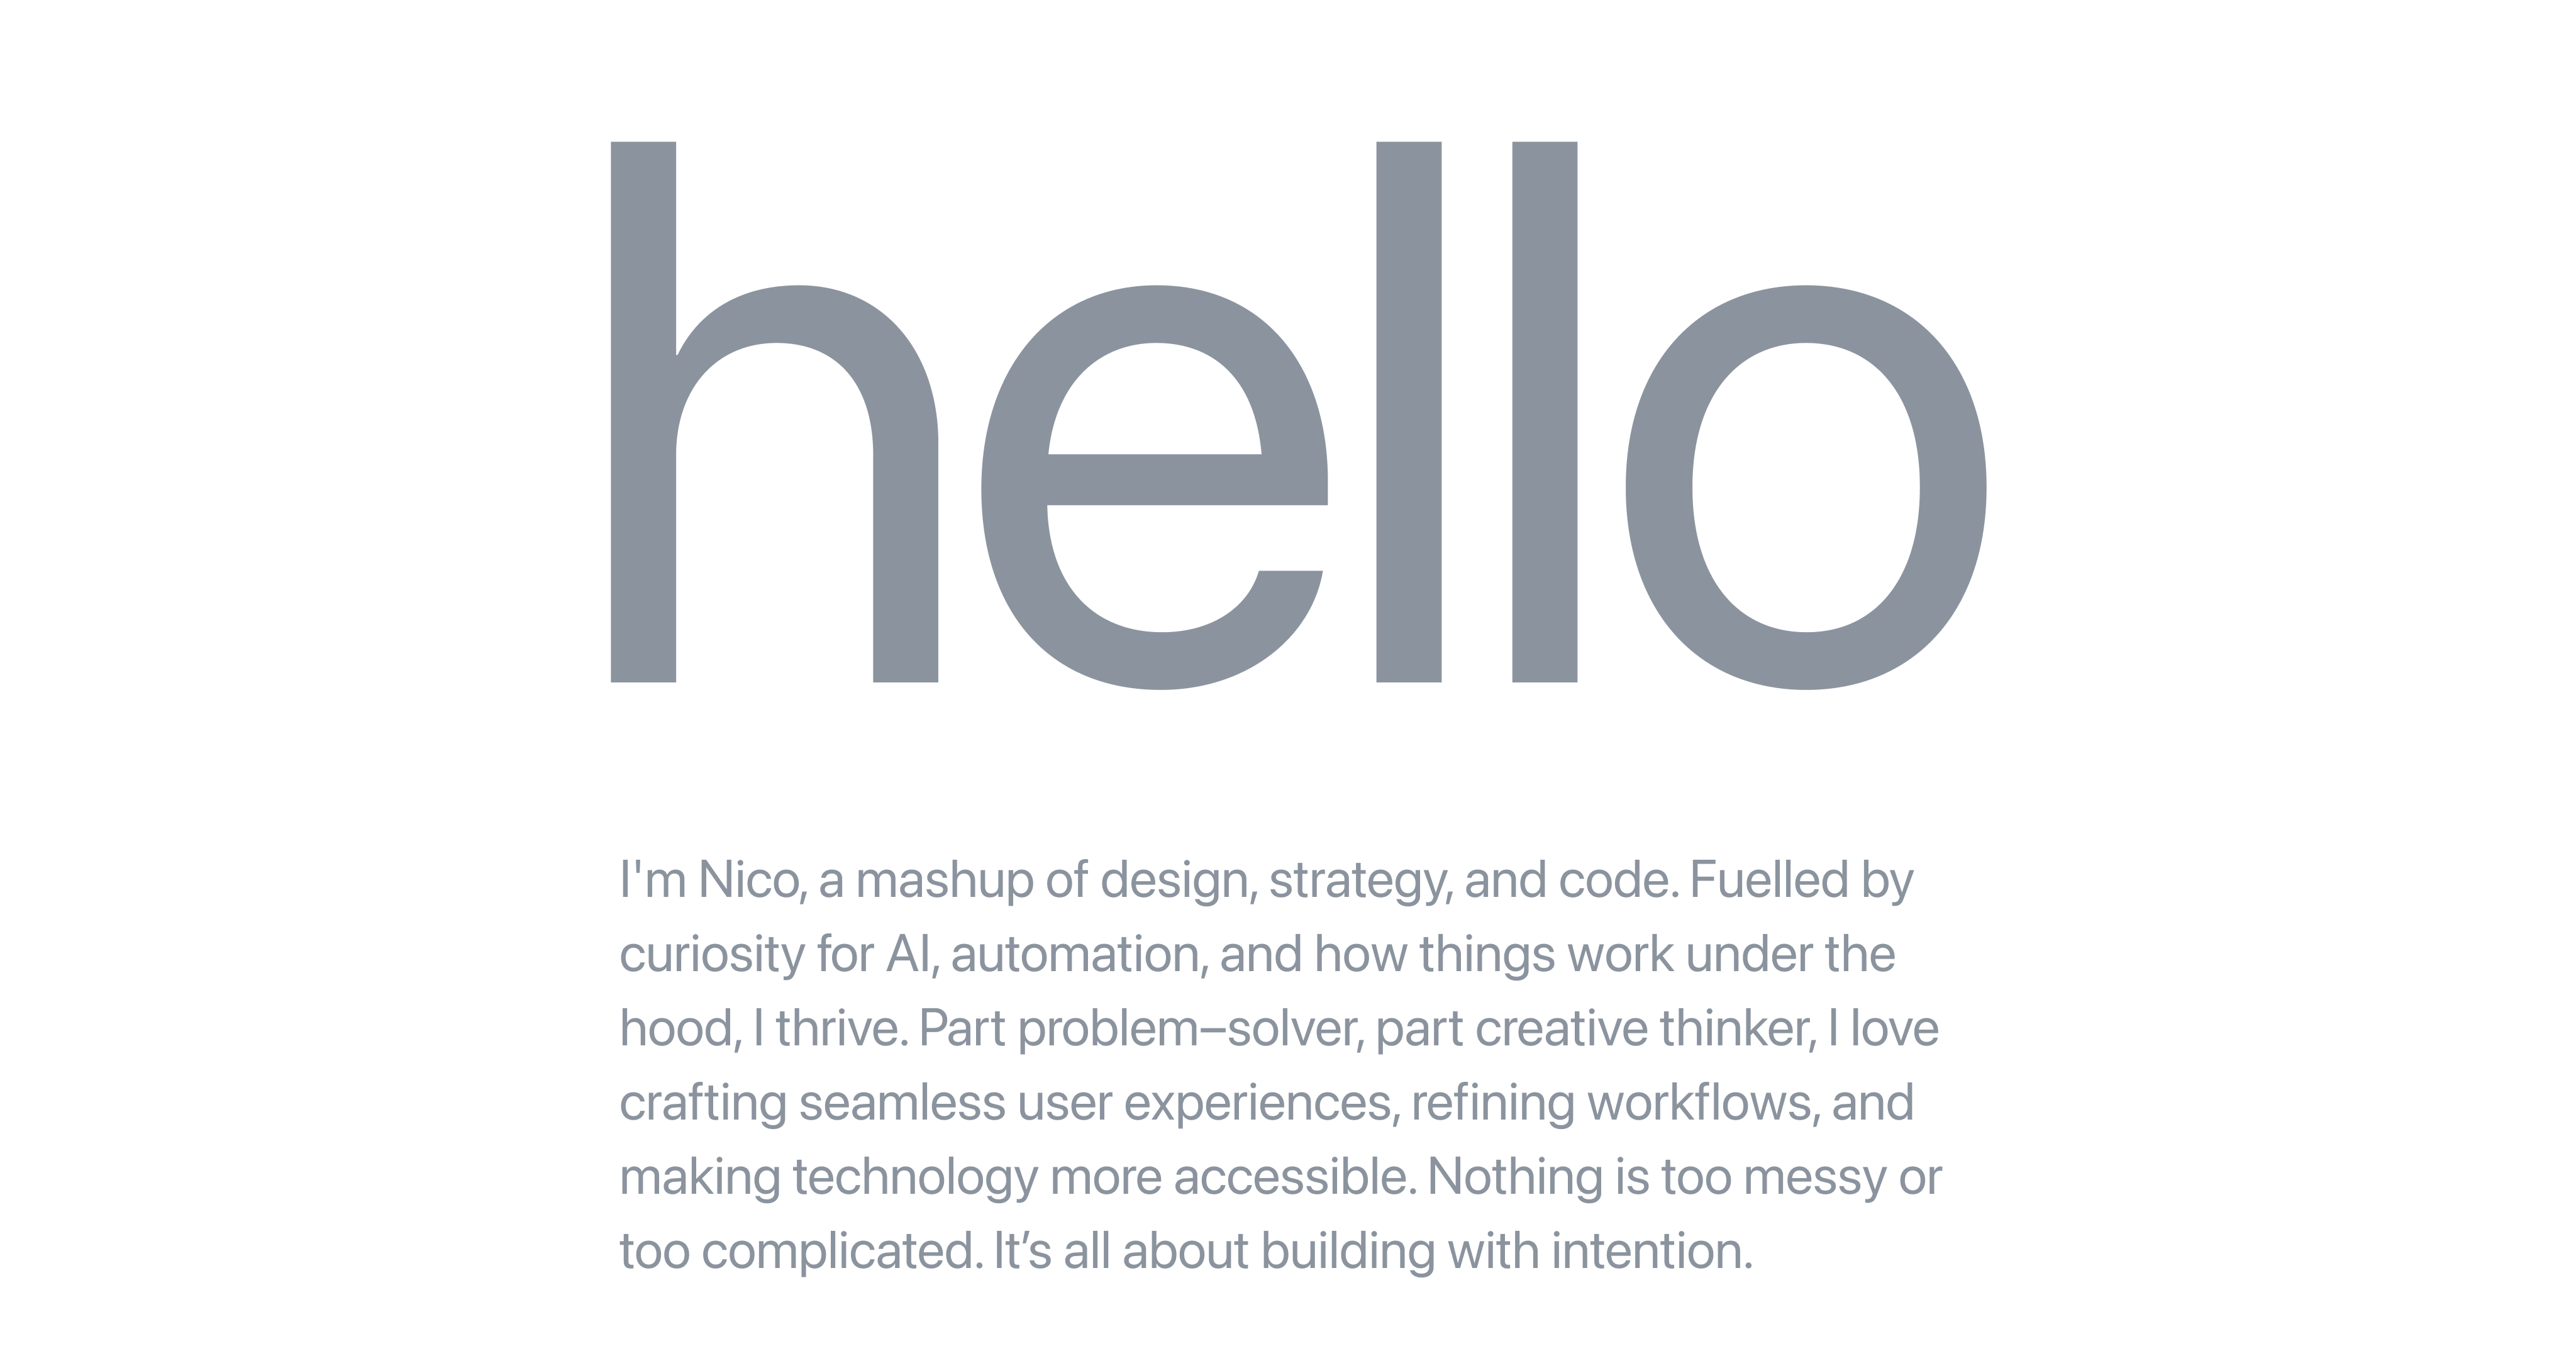 hello
I'm Nico, a mashup of design, strategy, and code. Fuelled by
curiosity for AI, automation, and how things work under the
hood, I thrive. Part problem–solver, part creative thinker, I love
crafting seamless user experiences, refining workflows, and
making technology more accessible. Nothing is too messy or
too complicated. It’s all about building with intention.